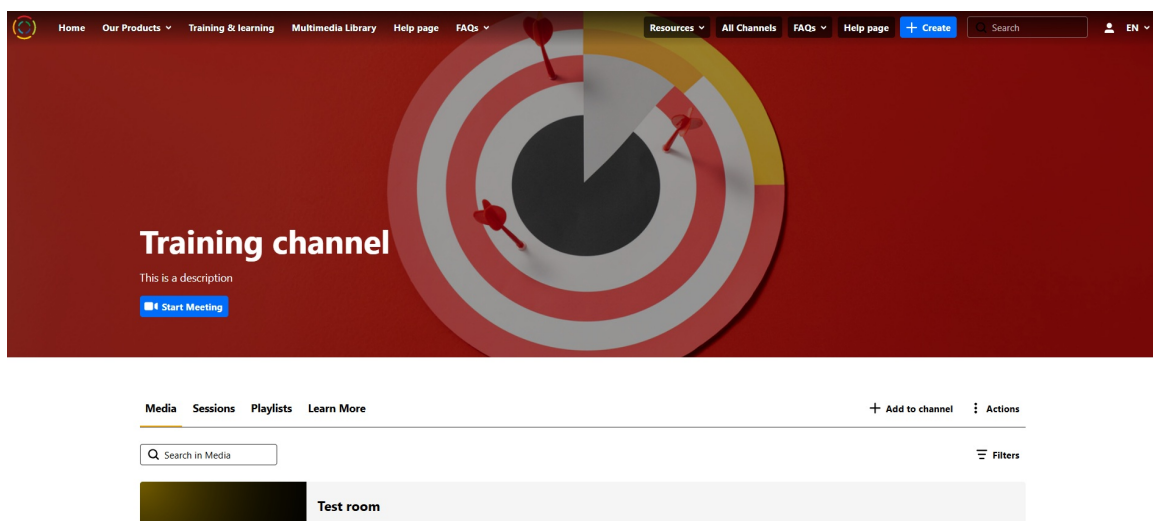 Home Our Products Training & learning Multimedia Library Help page FAQs Resources All Channels FAQs Help page + Create Search EN
Training channel
This is a description
Start Meeting
Media Sessions Playlists Learn More + Add to channel Actions
Search in Media Filters
Test room